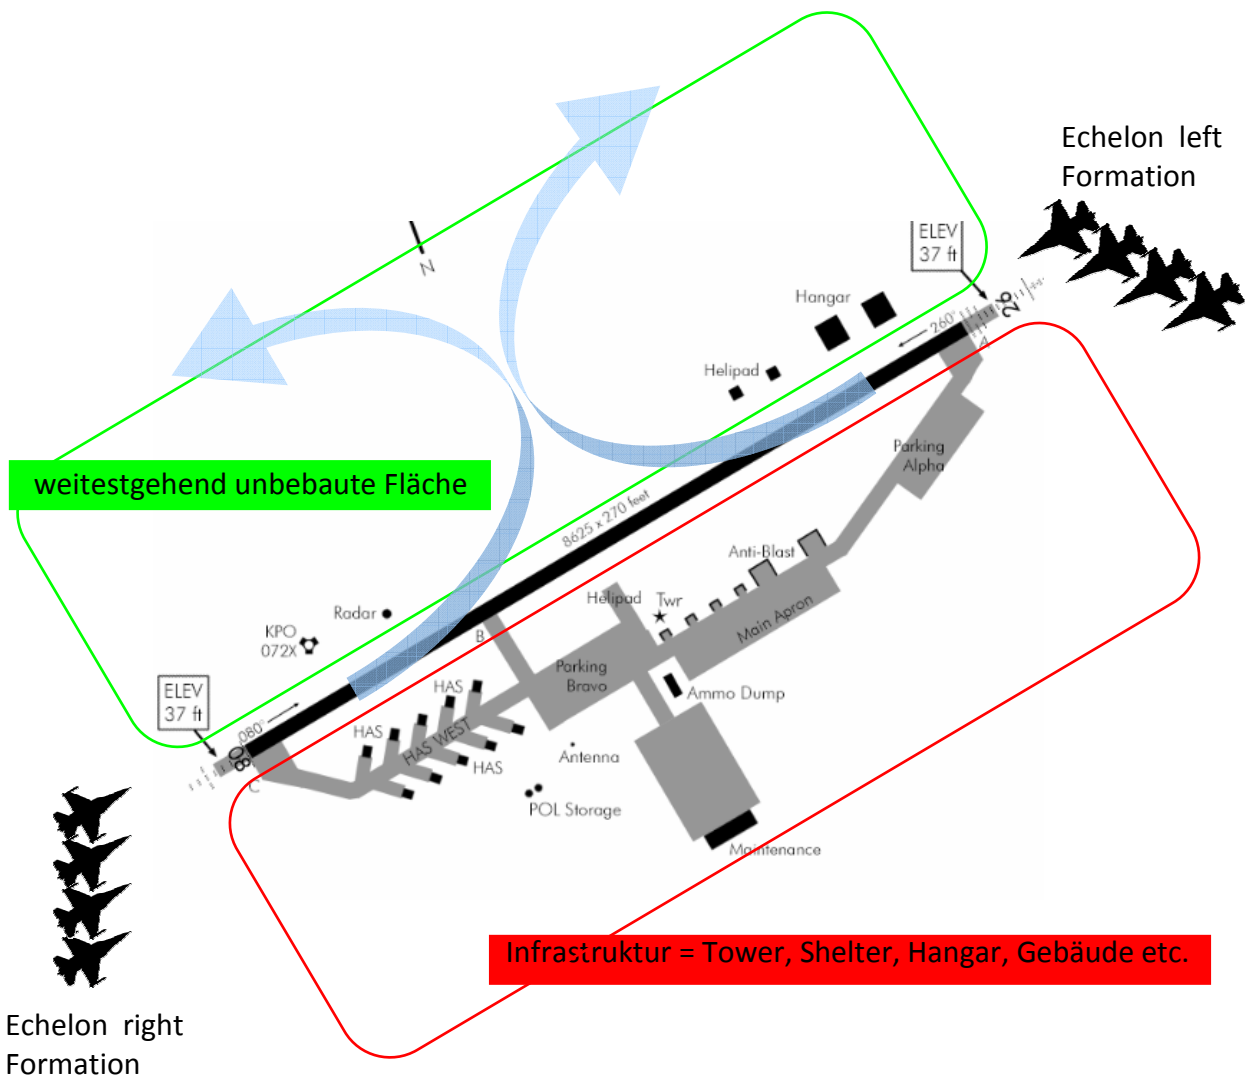 Echelon left
Formation
ELEV
37 ft
N
Hangar
26
260°
A
Helipad
Parking
Alpha
weitestgehend unbebaute Fläche
8625 x 270 feet
Anti-Blast
Helipad
Twr
Radar
Main Apron
KPO
072X
B
Parking
Bravo
HAS
Ammo Dump
ELEV
37 ft
080°
HAS
HAS WEST
08
HAS
Antenna
C
POL Storage
Maintenance
Infrastruktur = Tower, Shelter, Hangar, Gebäude etc.
Echelon right
Formation